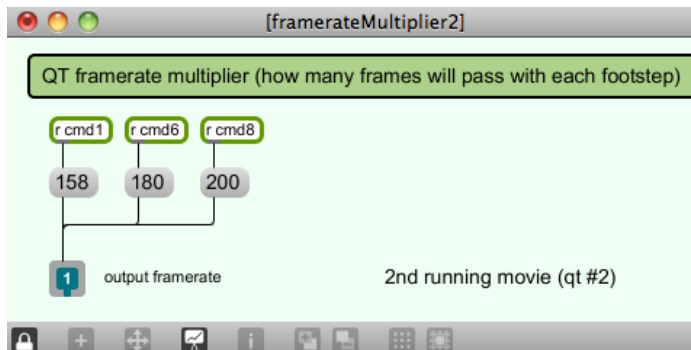 [framerateMultiplier2]
QT framerate multiplier (how many frames will pass with each footstep)
r cmd1 r cmd6 r cmd8
158 180 200
1 output framerate 2nd running movie (qt #2)